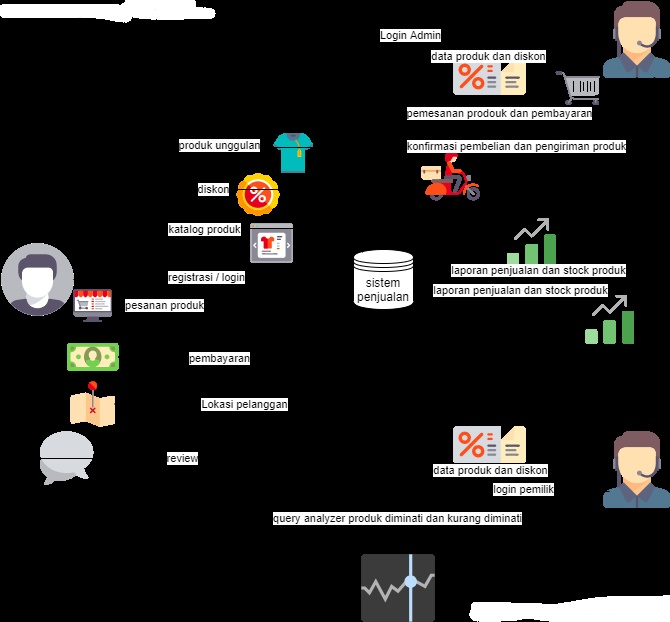 Login Admin
data produk dan diskon
pemesanan prodouk dan pembayaran
produk unggulan
konfirmasi pembelian dan pengiriman produk
diskon
katalog produk
registrasi / login
sistem
penjualan
laporan penjualan dan stock produk
laporan penjualan dan stock produk
pesanan produk
pembayaran
Lokasi pelanggan
review
data produk dan diskon
login pemilik
query analyzer produk diminati dan kurang diminati